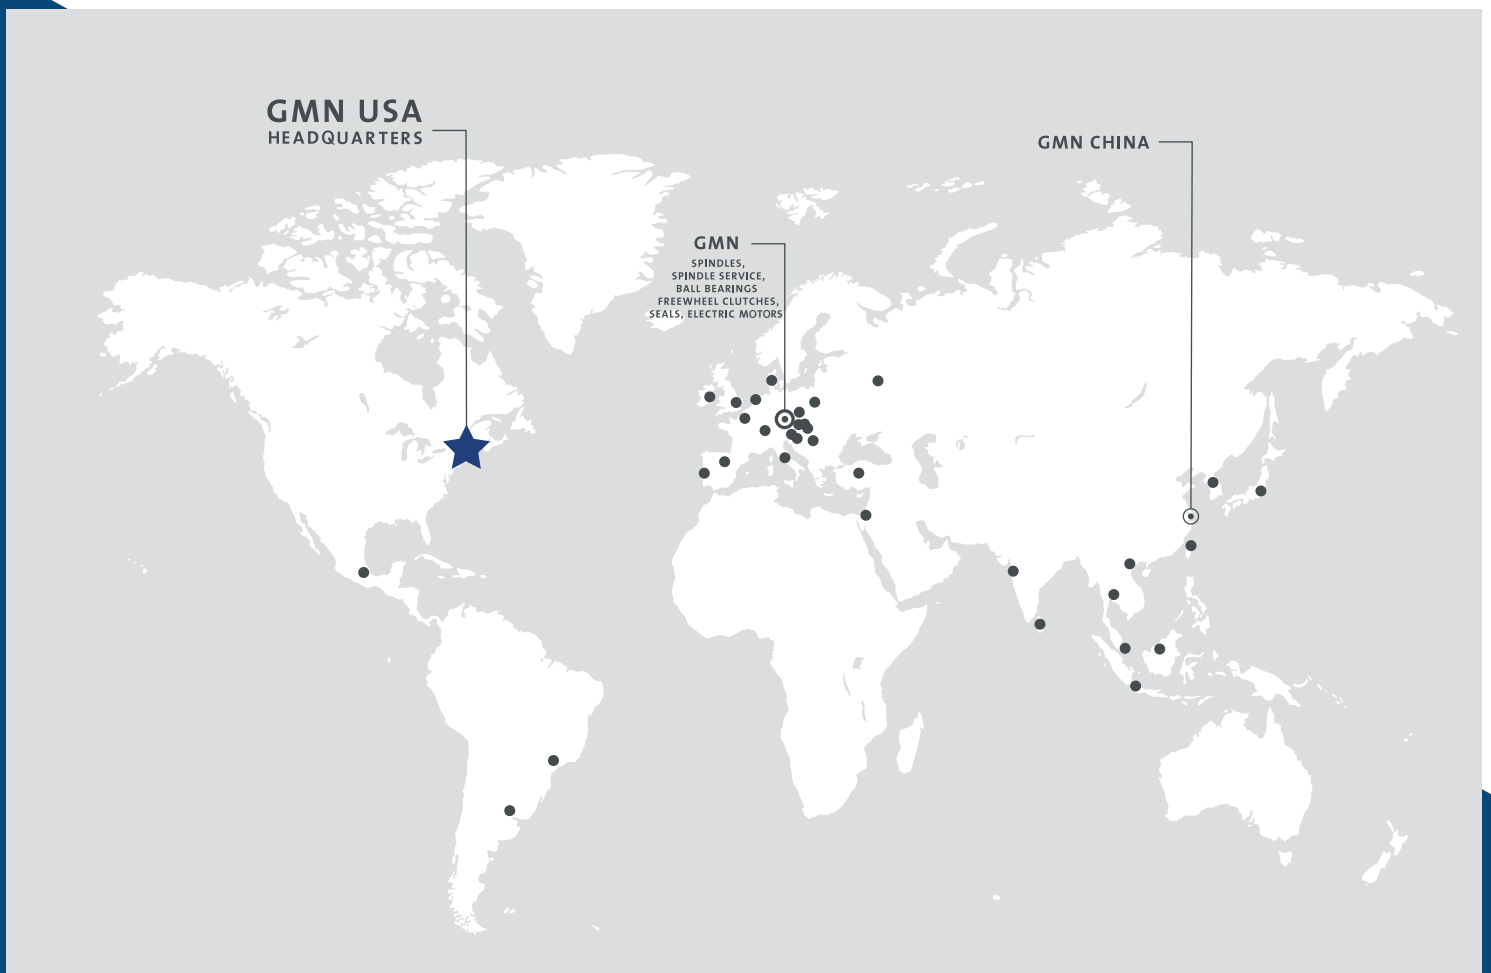 GMN USA
HEADQUARTERS
GMN CHINA
GMN
SPINDLES,
SPINDLE SERVICE,
BALL BEARINGS
FREEWHEEL CLUTCHES,
SEALS, ELECTRIC MOTORS